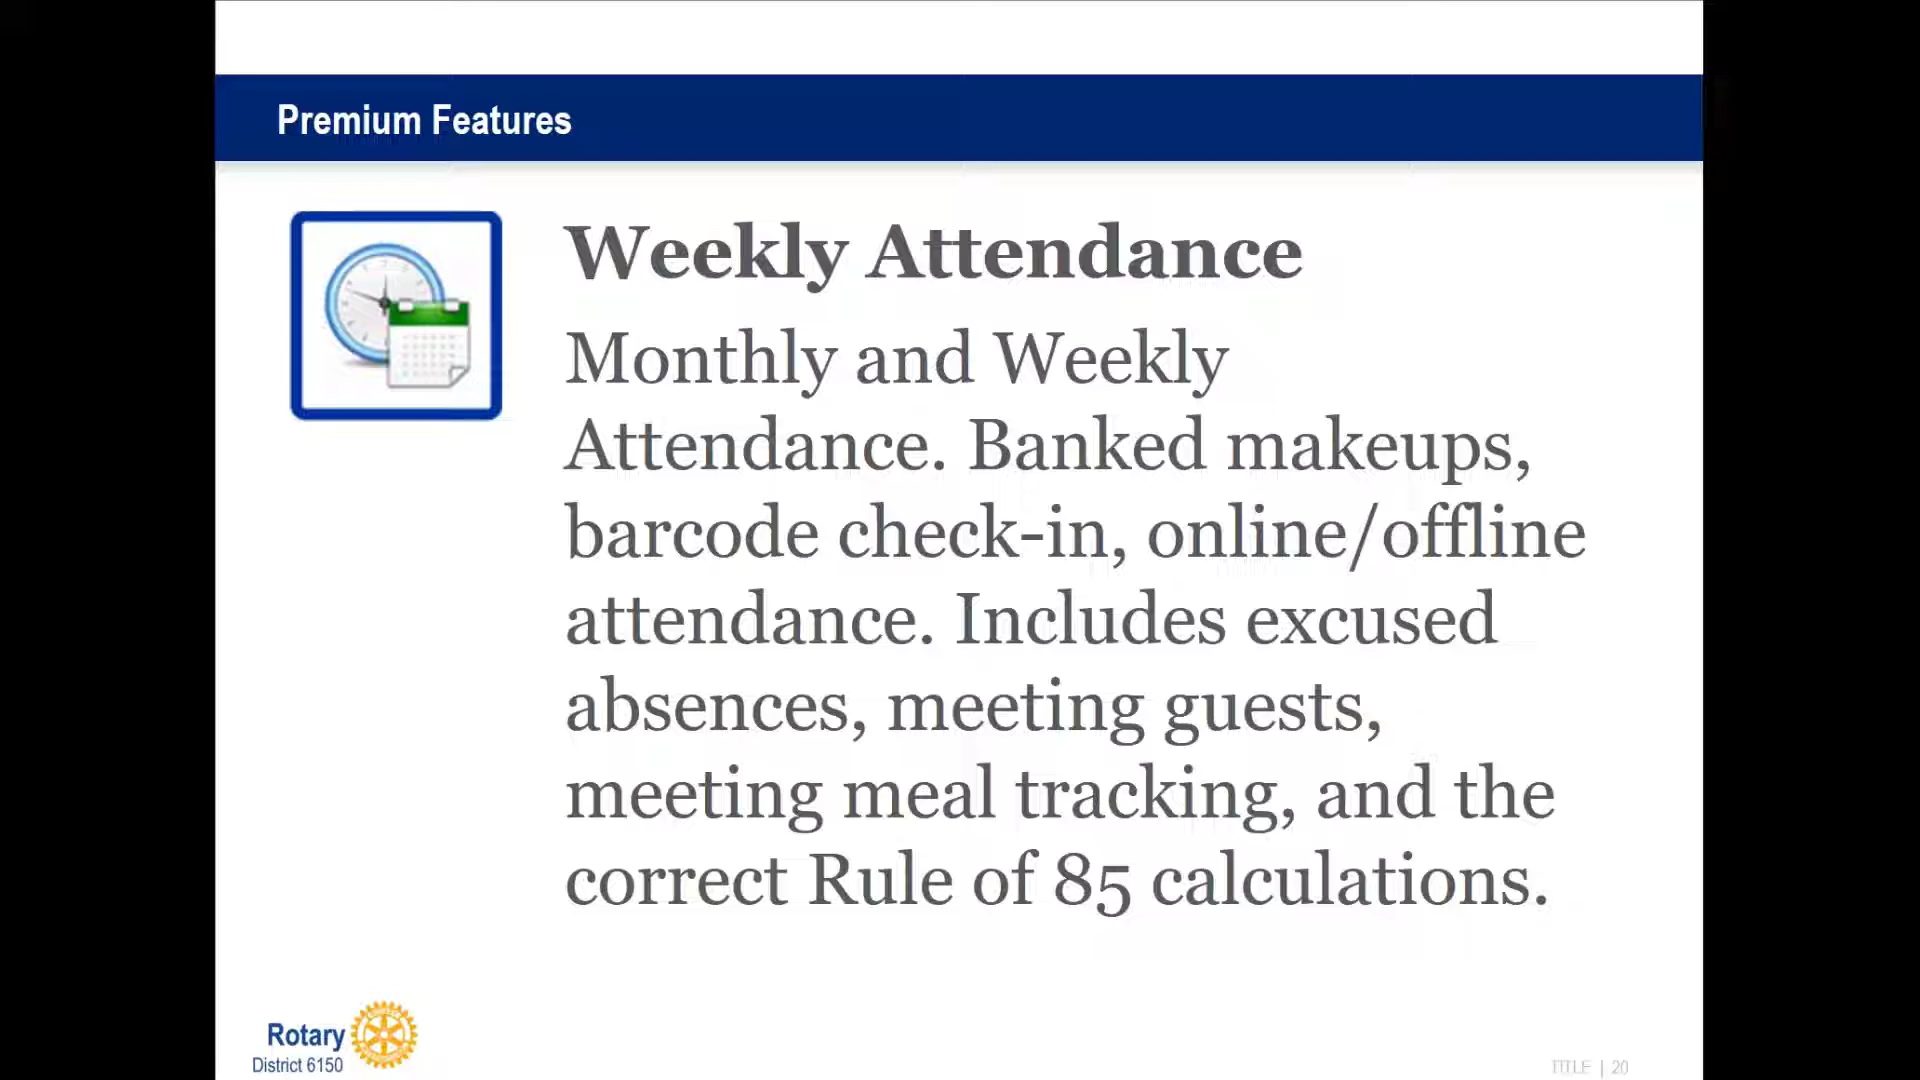 Premium Features
Weekly Attendance
Monthly and Weekly
Attendance. Banked makeups,
barcode check-in, online/offline
attendance. Includes excused
absences, meeting guests,
meeting meal tracking, and the
correct Rule of 85 calculations.
Rotary
District 6150
TITLE | 20